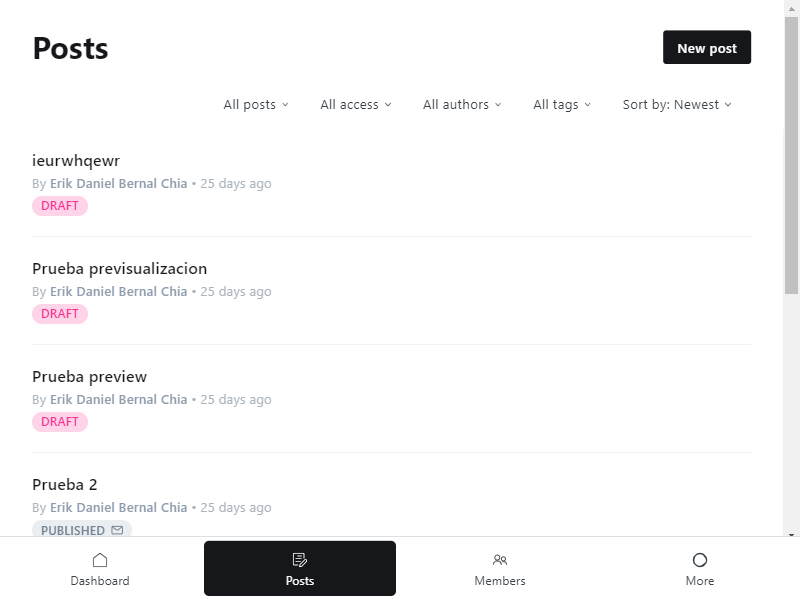 Posts
New post
All posts
All access
All authors
All tags
Sort by: Newest
ieurwhqewr
By Erik Daniel Bernal Chia • 25 days ago
DRAFT
Prueba previsualizacion
By Erik Daniel Bernal Chia • 25 days ago
DRAFT
Prueba preview
By Erik Daniel Bernal Chia • 25 days ago
DRAFT
Prueba 2
By Erik Daniel Bernal Chia • 25 days ago
PUBLISHED
Dashboard
Posts
Members
More